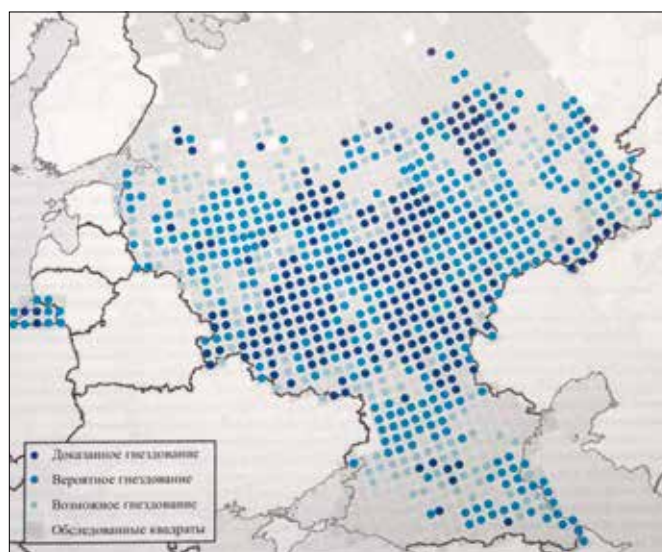 Доказанное гнездование
Вероятное гнездование
Возможное гнездование
Обследованные квадраты